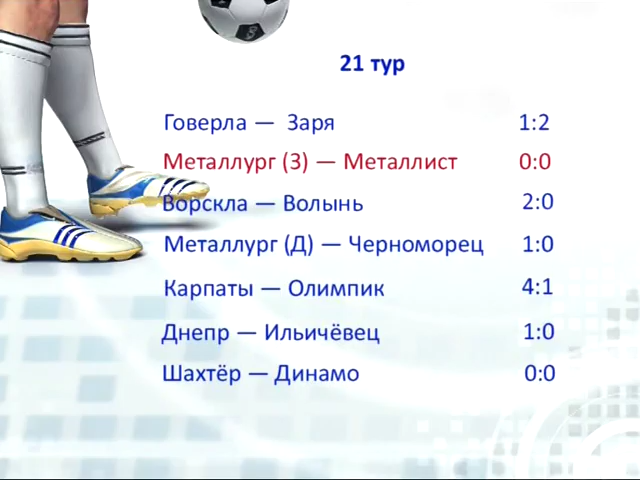 21 тур
Говерла — Заря 1:2
Металлург (З) — Металлист 0:0
Ворскла — Волынь 2:0
Металлург (Д) — Черноморец 1:0
Карпаты — Олимпик 4:1
Днепр — Ильичёвец 1:0
Шахтёр — Динамо 0:0